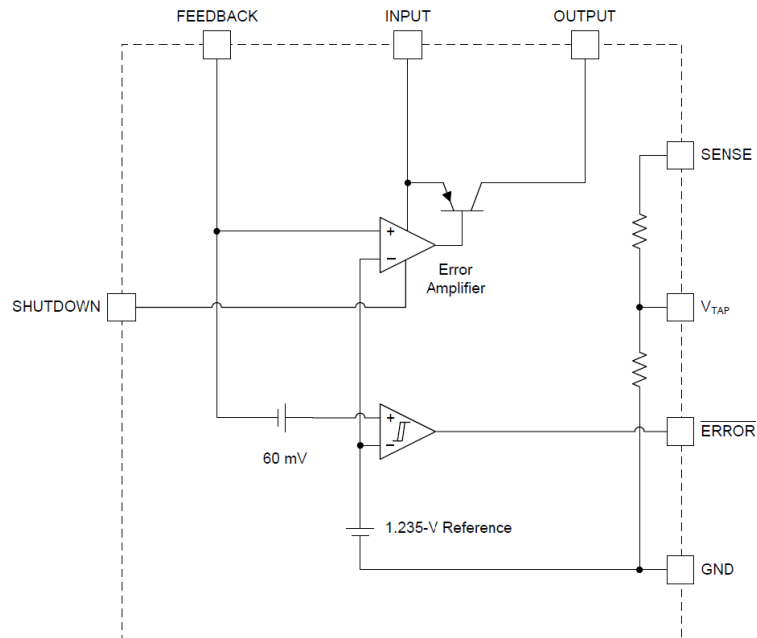 FEEDBACK
INPUT
OUTPUT
SENSE
+
−
Error
Amplifier
SHUTDOWN
VTAP
+
−
ERROR
60 mV
1.235-V Reference
GND